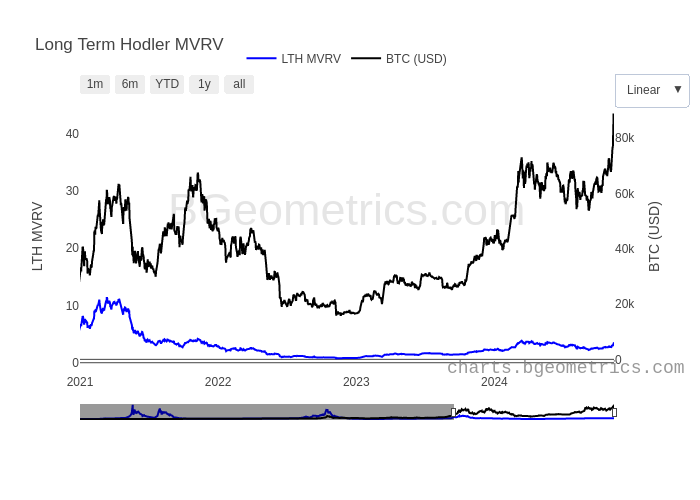 Long Term Hodler MVRV
LTH MVRV BTC (USD)
1m 6m YTD 1y all
Linear ▼
40
30
20
10
0
LTH MVRV
80k
60k
40k
20k
0
BTC (USD)
BGeometrics.com
charts.bgeometrics.com
2021 2022 2023 2024